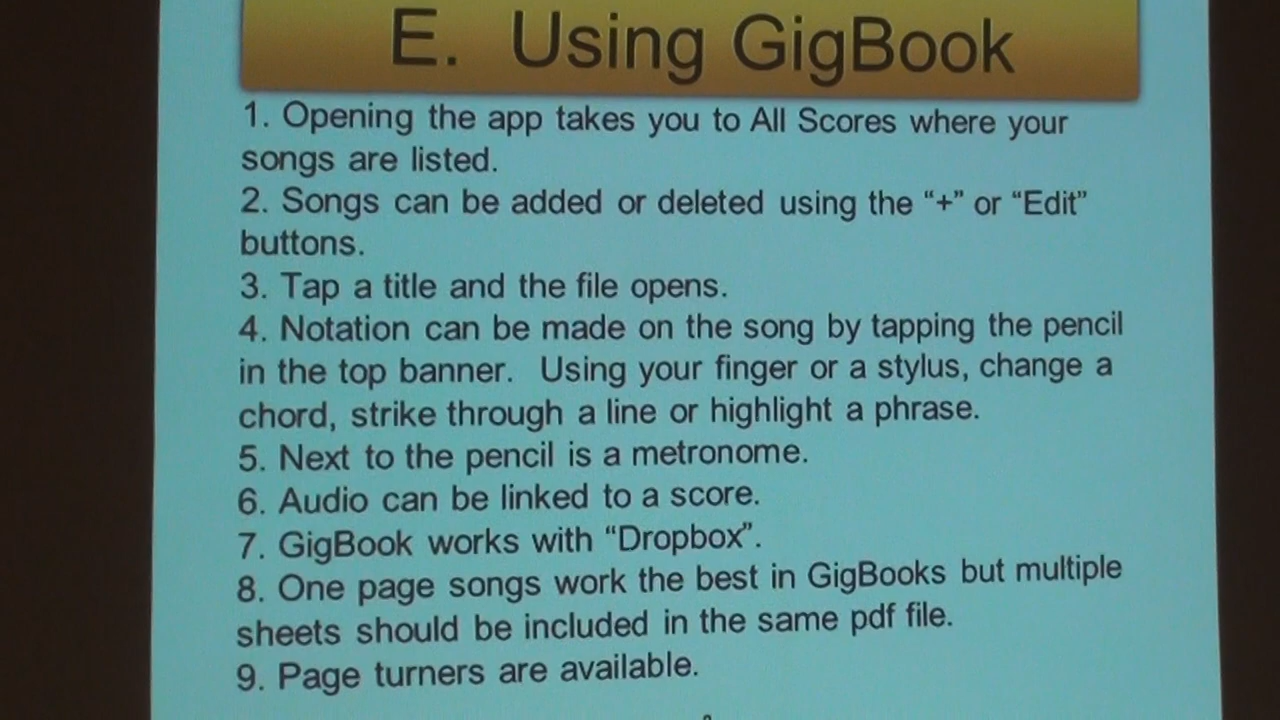 E. Using GigBook
1. Opening the app takes you to All Scores where your
songs are listed.
2. Songs can be added or deleted using the “+” or “Edit”
buttons.
3. Tap a title and the file opens.
4. Notation can be made on the song by tapping the pencil
in the top banner. Using your finger or a stylus, change a
chord, strike through a line or highlight a phrase.
5. Next to the pencil is a metronome.
6. Audio can be linked to a score.
7. GigBook works with “Dropbox”.
8. One page songs work the best in GigBooks but multiple
sheets should be included in the same pdf file.
9. Page turners are available.